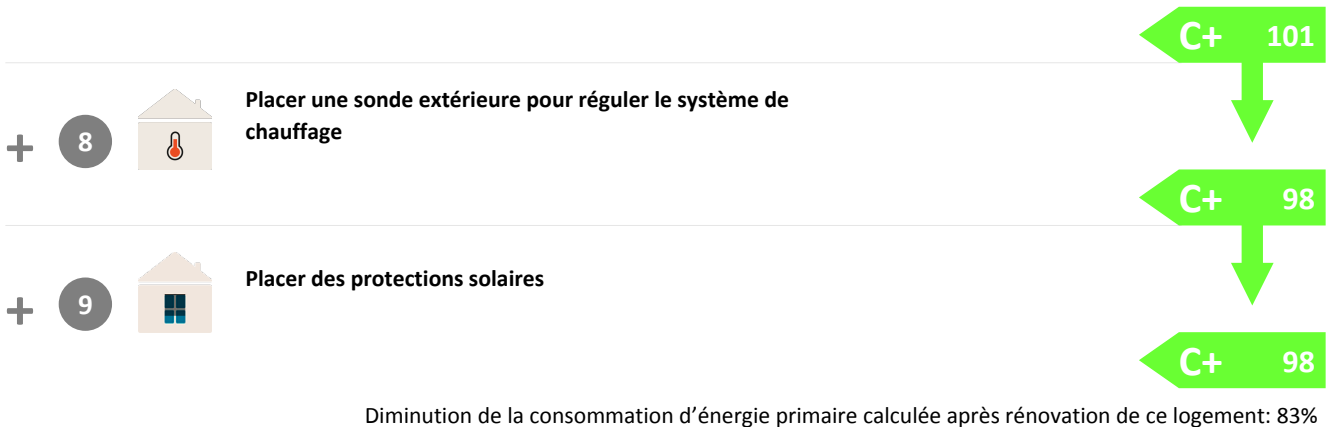 C+ 101
Placer une sonde extérieure pour réguler le système de
chauffage
+ 8
C+ 98
Placer des protections solaires
+ 9
C+ 98
Diminution de la consommation d’énergie primaire calculée après rénovation de ce logement: 83%